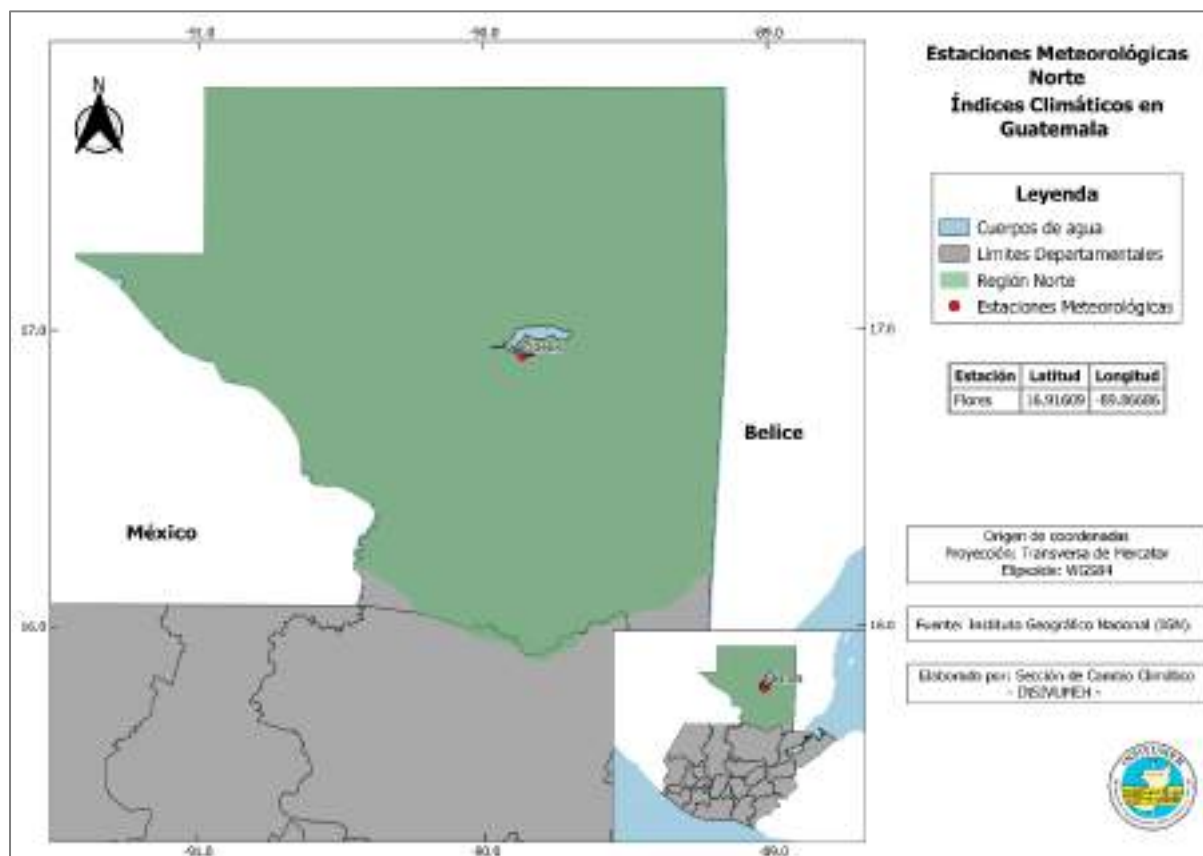 Estaciones Meteorológicas
Norte
Índices Climáticos en
Guatemala
Leyenda
Cuerpos de agua
Límites Departamentales
Región Norte
Estaciones Meteorológicas
Estación Latitud Longitud
Flores 16.91609 -89.86686
Origen de coordenadas
Proyección: Transversa de Mercator
Elipsoide: WGS84
Fuente: Instituto Geográfico Nacional (IGN)
Elaborado por: Sección de Cambio Climático
- INSIVUMEH -
N
-91.0
-90.0
-89.0
17.0
17.0
México
Belice
16.0
16.0
-91.0
-90.0
-89.0
INSIVUMEH